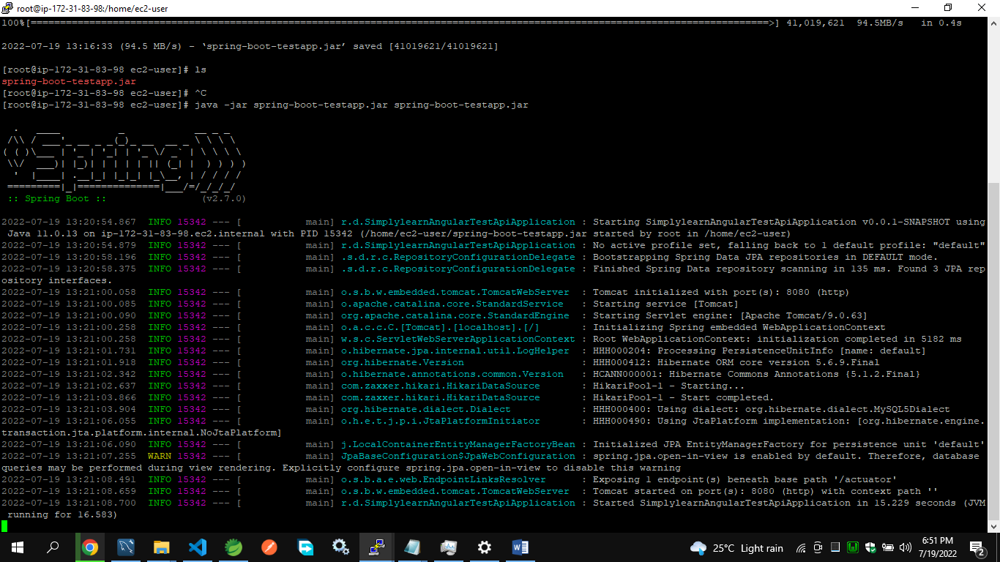 root@ip-172-31-83-98:/home/ec2-user
100%[==============================================================================================================================>] 41,019,621  94.5MB/s   in 0.4s
2022-07-19 13:16:33 (94.5 MB/s) - ‘spring-boot-testapp.jar’ saved [41019621/41019621]
[root@ip-172-31-83-98 ec2-user]# ls
spring-boot-testapp.jar
[root@ip-172-31-83-98 ec2-user]# ^C
[root@ip-172-31-83-98 ec2-user]# java -jar spring-boot-testapp.jar spring-boot-testapp.jar
  .   ____          _            __ _ _
 /\\ / ___'_ __ _ _(_)_ __  __ _ \ \ \ \
( ( )\___ | '_ | '_| | '_ \/ _` | \ \ \ \
 \\/  ___)| |_)| | | | | || (_| |  ) ) ) )
  '  |____| .__|_| |_|_| |_\__, | / / / /
 =========|_|==============|___/=/_/_/_/
 :: Spring Boot ::                (v2.7.0)
2022-07-19 13:20:54.867  INFO 15342 --- [           main] r.d.SimplylearnAngularTestApiApplication : Starting SimplylearnAngularTestApiApplication v0.0.1-SNAPSHOT using
 Java 11.0.13 on ip-172-31-83-98.ec2.internal with PID 15342 (/home/ec2-user/spring-boot-testapp.jar started by root in /home/ec2-user)
2022-07-19 13:20:54.879  INFO 15342 --- [           main] r.d.SimplylearnAngularTestApiApplication : No active profile set, falling back to 1 default profile: "default"
2022-07-19 13:20:58.196  INFO 15342 --- [           main] .s.d.r.c.RepositoryConfigurationDelegate : Bootstrapping Spring Data JPA repositories in DEFAULT mode.
2022-07-19 13:20:58.375  INFO 15342 --- [           main] .s.d.r.c.RepositoryConfigurationDelegate : Finished Spring Data repository scanning in 135 ms. Found 3 JPA rep
ository interfaces.
2022-07-19 13:21:00.058  INFO 15342 --- [           main] o.s.b.w.embedded.tomcat.TomcatWebServer  : Tomcat initialized with port(s): 8080 (http)
2022-07-19 13:21:00.085  INFO 15342 --- [           main] o.apache.catalina.core.StandardService   : Starting service [Tomcat]
2022-07-19 13:21:00.090  INFO 15342 --- [           main] org.apache.catalina.core.StandardEngine  : Starting Servlet engine: [Apache Tomcat/9.0.63]
2022-07-19 13:21:00.258  INFO 15342 --- [           main] o.a.c.c.C.[Tomcat].[localhost].[/]       : Initializing Spring embedded WebApplicationContext
2022-07-19 13:21:00.258  INFO 15342 --- [           main] w.s.c.ServletWebServerApplicationContext : Root WebApplicationContext: initialization completed in 5182 ms
2022-07-19 13:21:01.731  INFO 15342 --- [           main] o.hibernate.jpa.internal.util.LogHelper  : HHH000204: Processing PersistenceUnitInfo [name: default]
2022-07-19 13:21:01.918  INFO 15342 --- [           main] org.hibernate.Version                    : HHH000412: Hibernate ORM core version 5.6.9.Final
2022-07-19 13:21:02.342  INFO 15342 --- [           main] o.hibernate.annotations.common.Version   : HCANN000001: Hibernate Commons Annotations {5.1.2.Final}
2022-07-19 13:21:02.637  INFO 15342 --- [           main] com.zaxxer.hikari.HikariDataSource       : HikariPool-1 - Starting...
2022-07-19 13:21:03.866  INFO 15342 --- [           main] com.zaxxer.hikari.HikariDataSource       : HikariPool-1 - Start completed.
2022-07-19 13:21:03.904  INFO 15342 --- [           main] org.hibernate.dialect.Dialect            : HHH000400: Using dialect: org.hibernate.dialect.MySQL5Dialect
2022-07-19 13:21:06.055  INFO 15342 --- [           main] o.h.e.t.j.p.i.JtaPlatformInitiator       : HHH000490: Using JtaPlatform implementation: [org.hibernate.engine.
transaction.jta.platform.internal.NoJtaPlatform]
2022-07-19 13:21:06.090  INFO 15342 --- [           main] j.LocalContainerEntityManagerFactoryBean : Initialized JPA EntityManagerFactory for persistence unit 'default'
2022-07-19 13:21:07.255  WARN 15342 --- [           main] JpaBaseConfiguration$JpaWebConfiguration : spring.jpa.open-in-view is enabled by default. Therefore, database
queries may be performed during view rendering. Explicitly configure spring.jpa.open-in-view to disable this warning
2022-07-19 13:21:08.491  INFO 15342 --- [           main] o.s.b.a.e.web.EndpointLinksResolver      : Exposing 1 endpoint(s) beneath base path '/actuator'
2022-07-19 13:21:08.659  INFO 15342 --- [           main] o.s.b.w.embedded.tomcat.TomcatWebServer  : Tomcat started on port(s): 8080 (http) with context path ''
2022-07-19 13:21:08.700  INFO 15342 --- [           main] r.d.SimplylearnAngularTestApiApplication : Started SimplylearnAngularTestApiApplication in 15.229 seconds (JVM
 running for 16.583)
25°C  Light rain
6:51 PM
7/19/2022
2